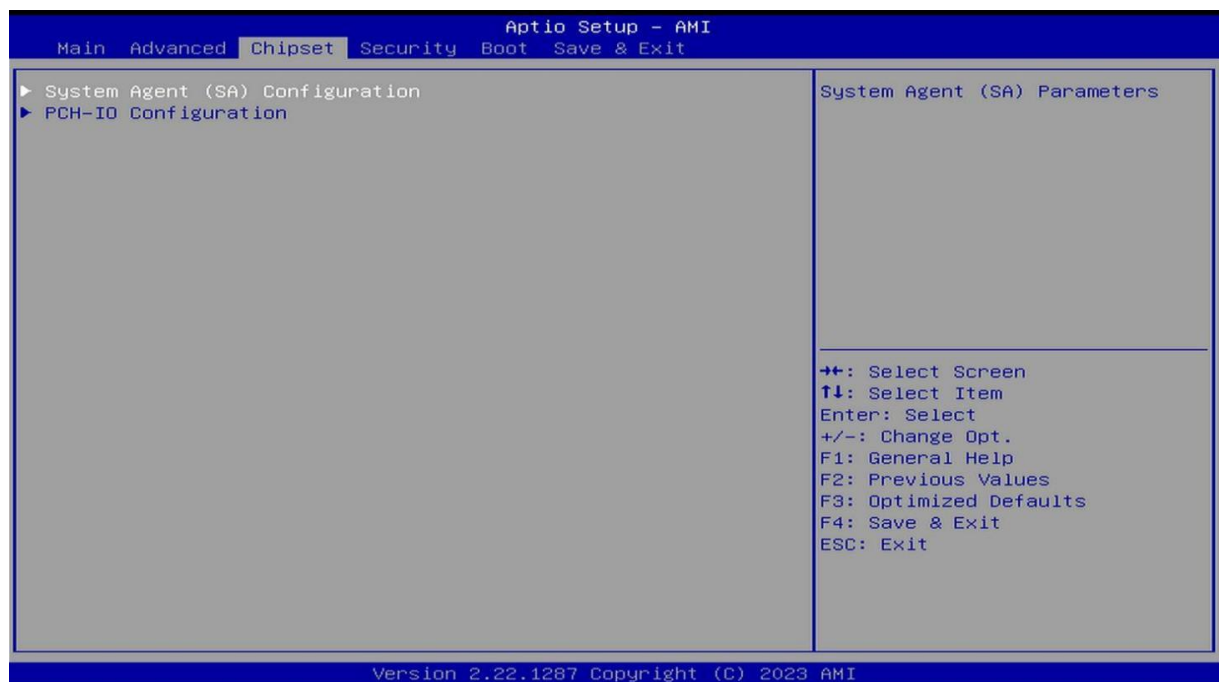 Aptio Setup – AMI
Main Advanced Chipset Security Boot Save & Exit
► System Agent (SA) Configuration
► PCH-IO Configuration
System Agent (SA) Parameters
→←: Select Screen
↑↓: Select Item
Enter: Select
+/-: Change Opt.
F1: General Help
F2: Previous Values
F3: Optimized Defaults
F4: Save & Exit
ESC: Exit
Version 2.22.1287 Copyright (C) 2023 AMI